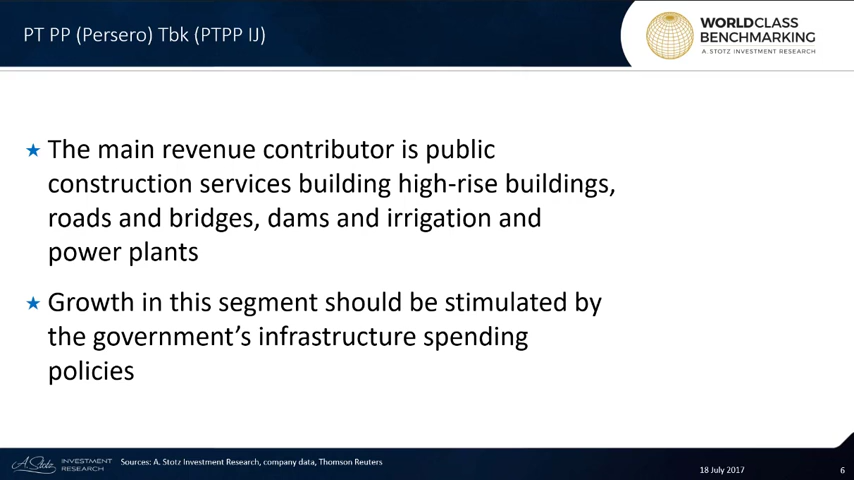 PT PP (Persero) Tbk (PTPP IJ)
WORLDCLASS
BENCHMARKING
A. STOTZ INVESTMENT RESEARCH
The main revenue contributor is public
construction services building high-rise buildings,
roads and bridges, dams and irrigation and
power plants
Growth in this segment should be stimulated by
the government's infrastructure spending
policies
A. Stotz INVESTMENT
RESEARCH
Sources: A. Stotz Investment Research, company data, Thomson Reuters
18 July 2017
6